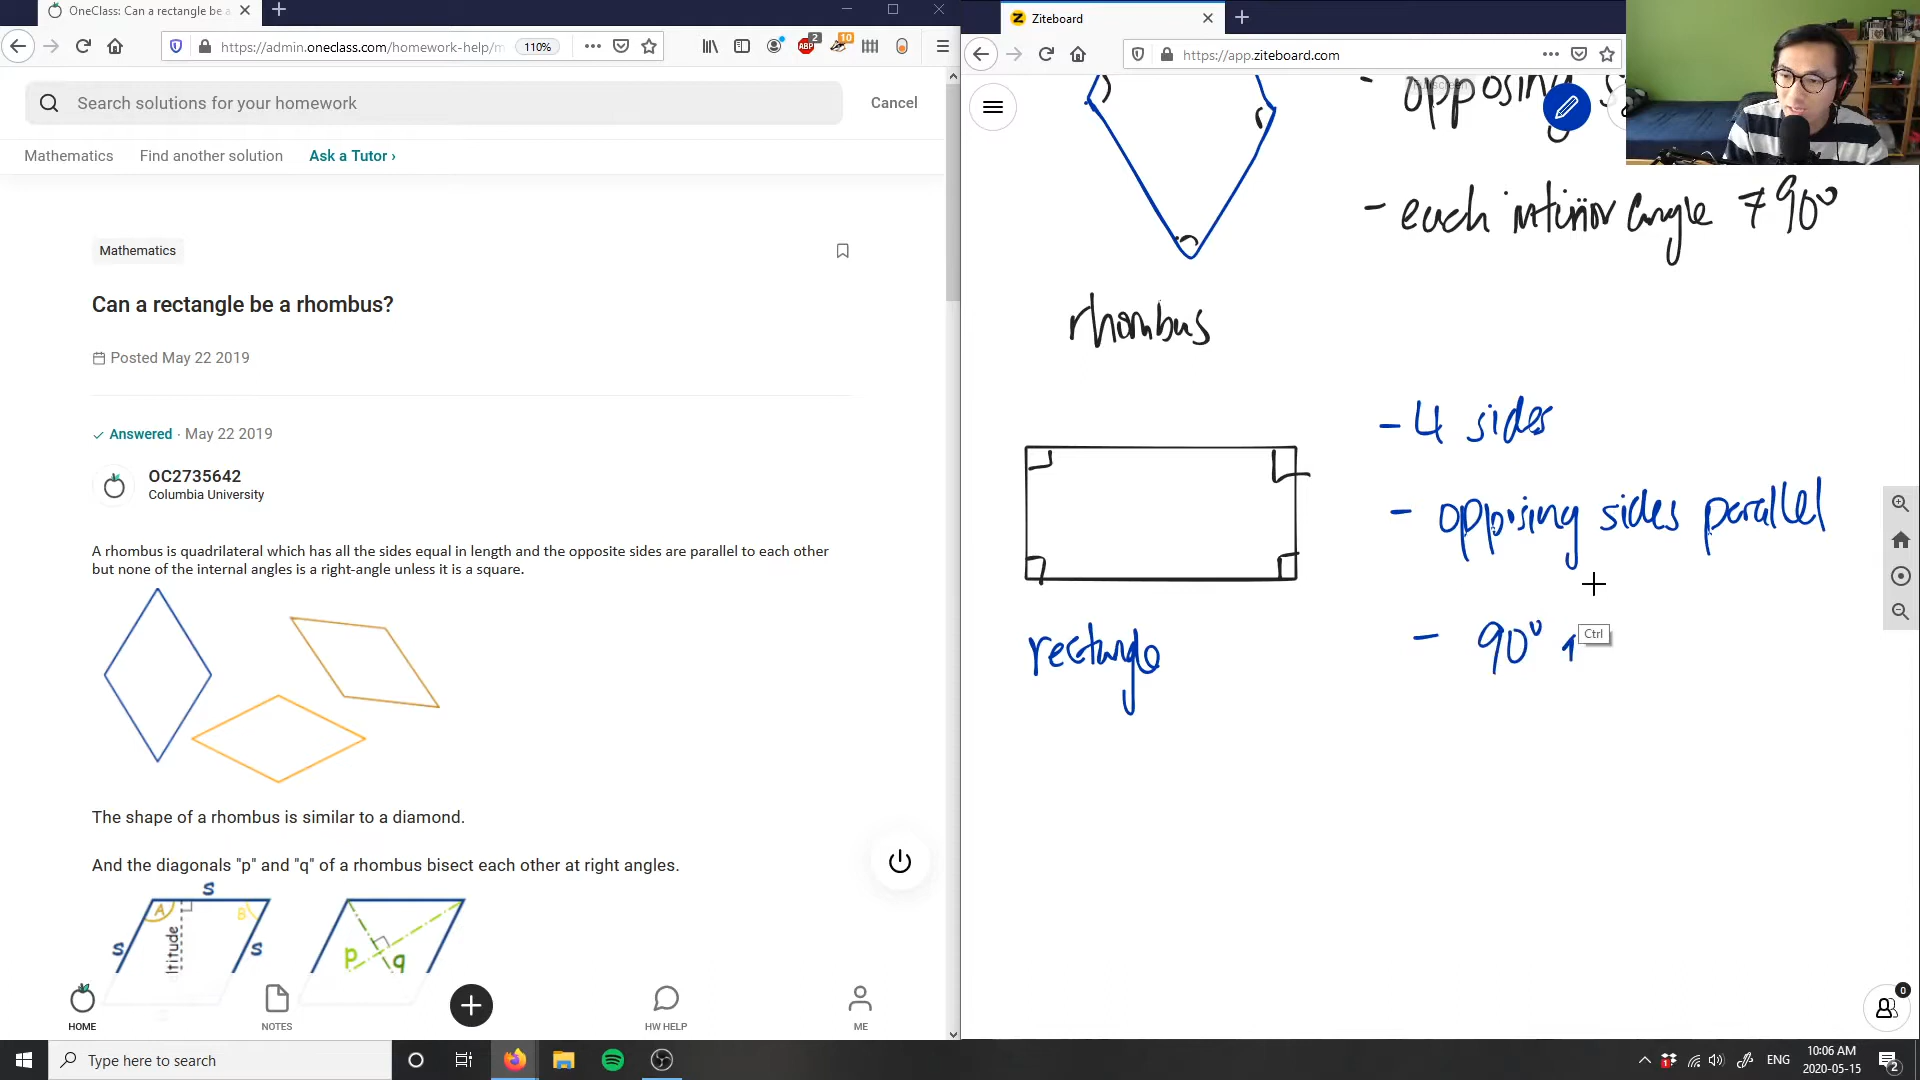 OneClass: Can a rectangle be a
https://admin.oneclass.com/homework-help/m
110%
ABP
2
10
Search solutions for your homework
Cancel
Mathematics
Find another solution
Ask a Tutor ›
Mathematics
Can a rectangle be a rhombus?
Posted May 22 2019
Answered · May 22 2019
OC2735642
Columbia University
A rhombus is quadrilateral which has all the sides equal in length and the opposite sides are parallel to each other
but none of the internal angles is a right-angle unless it is a square.
The shape of a rhombus is similar to a diamond.
And the diagonals "p" and "q" of a rhombus bisect each other at right angles.
S
A
B
S
S
ltitude
p
q
HOME
NOTES
HW HELP
ME
Ziteboard
https://app.ziteboard.com
- opposing
- each interior angle ≠ 90°
rhombus
- 4 sides
- opposing sides parallel
- 90°
Ctrl
rectangle
0
Type here to search
ENG
10:06 AM
2020-05-15
2